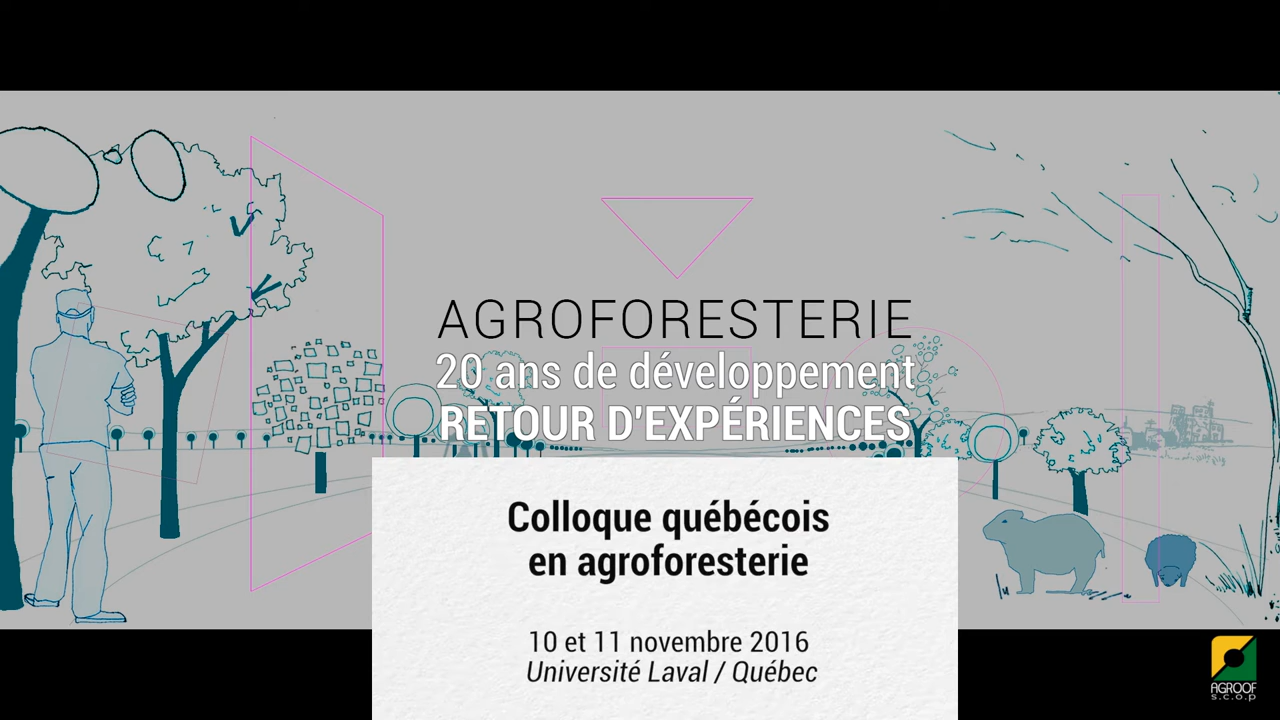 AGROFORESTERIE
20 ans de développement
RETOUR D'EXPÉRIENCES
Colloque québécois
en agroforesterie
10 et 11 novembre 2016
Université Laval / Québec
AGROOF
s.c.o.p